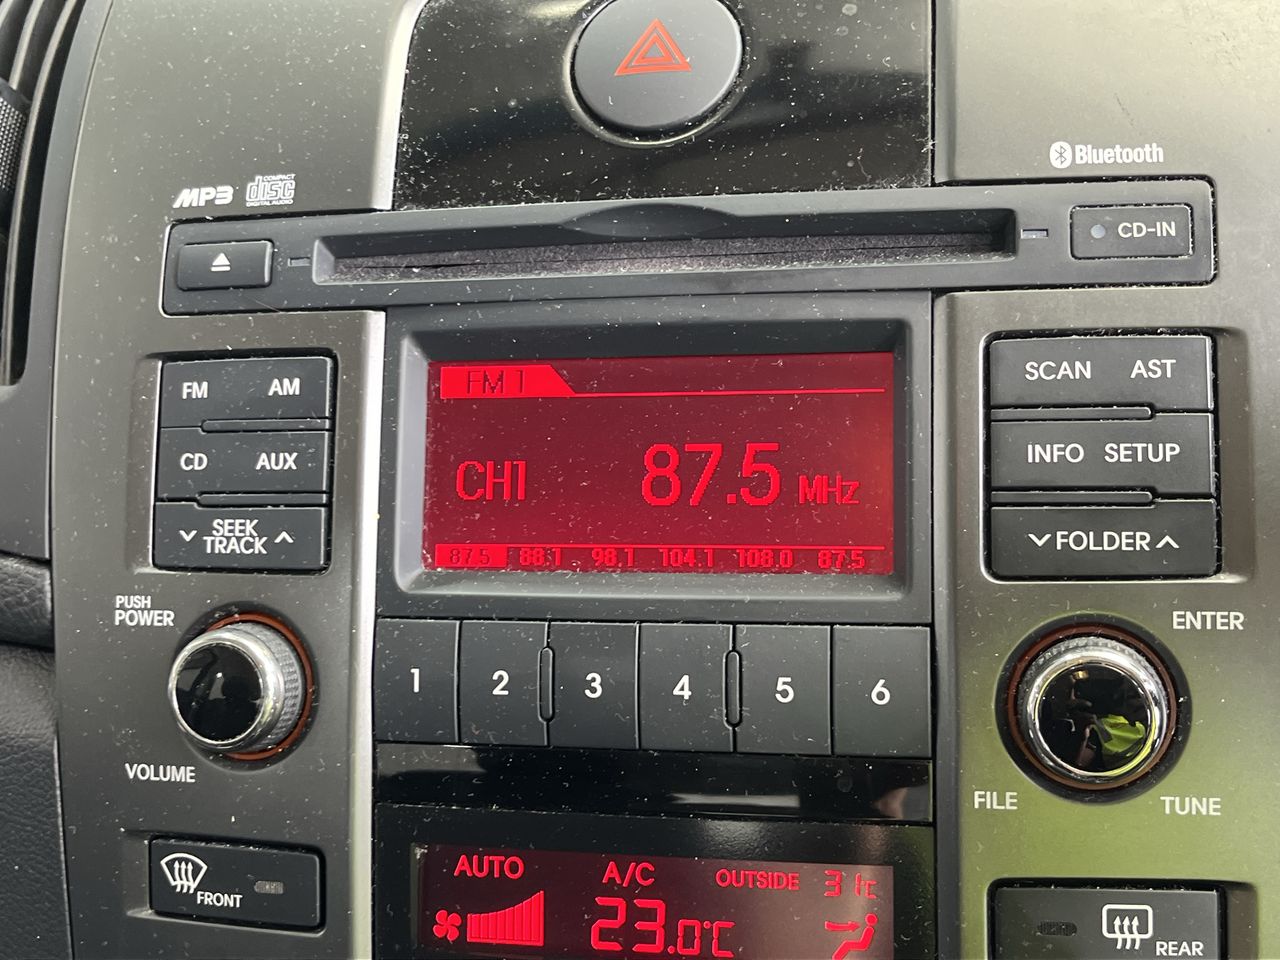 MP3
COMPACT
disc
DIGITAL AUDIO
Bluetooth
CD-IN
FM AM
CD AUX
SEEK
TRACK
FM 1
CH1 87.5 MHz
87.5 88.1 98.1 104.1 108.0 87.5
SCAN AST
INFO SETUP
FOLDER
PUSH
POWER
VOLUME
1 2 3 4 5 6
ENTER
FILE TUNE
FRONT
AUTO A/C OUTSIDE 31°C
23.0°C
REAR